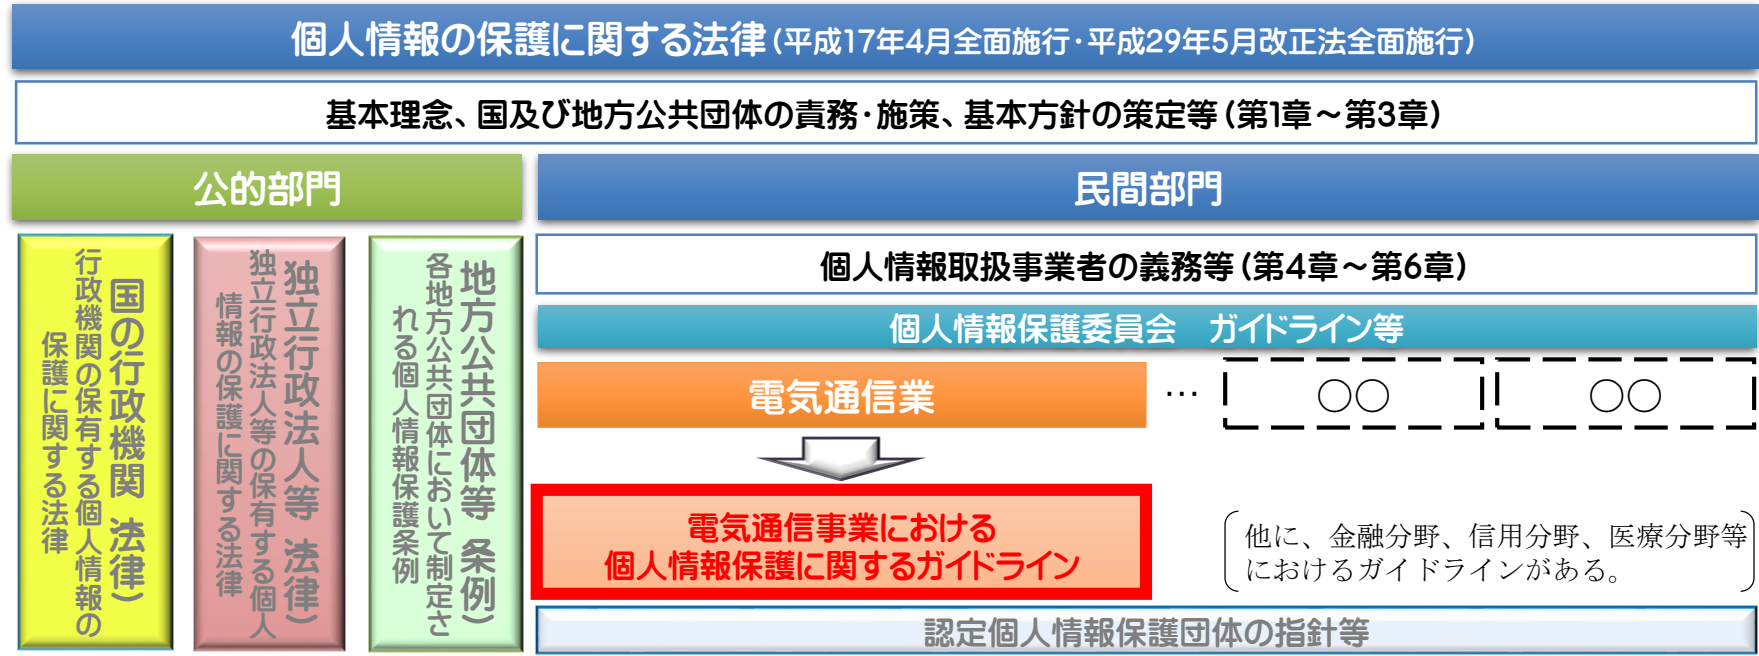 個人情報の保護に関する法律(平成17年4月全面施行・平成29年5月改正法全面施行)
基本理念、国及び地方公共団体の責務・施策、基本方針の策定等(第1章～第3章)
公的部門
国の行政機関 法律)
行政機関の保有する個人情報の
保護に関する法律
独立行政法人等 法律)
独立行政法人等の保有する個人
情報の保護に関する法律
地方公共団体等 条例)
各地方公共団体において制定さ
れる個人情報保護条例
民間部門
個人情報取扱事業者の義務等(第4章～第6章)
個人情報保護委員会　ガイドライン等
電気通信業
…
○○
○○
電気通信事業における
個人情報保護に関するガイドライン
他に、金融分野、信用分野、医療分野等
におけるガイドラインがある。
認定個人情報保護団体の指針等